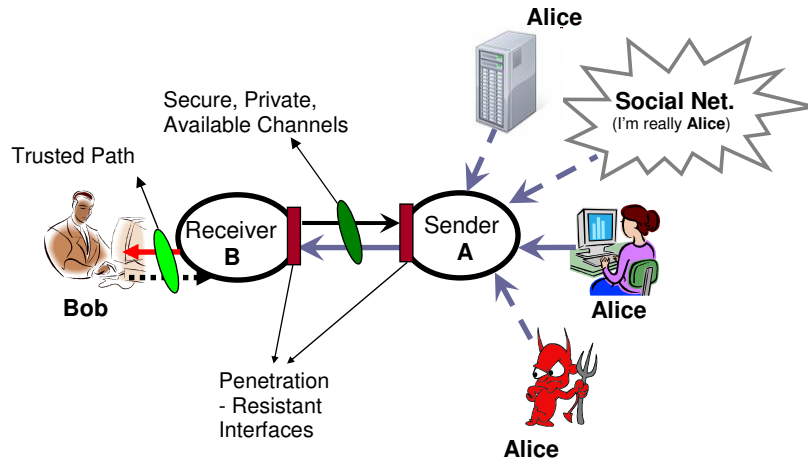 Alice
Social Net.
(I'm really Alice)
Secure, Private,
Available Channels
Trusted Path
Receiver
B
Sender
A
Bob
Alice
Penetration
- Resistant
Interfaces
Alice